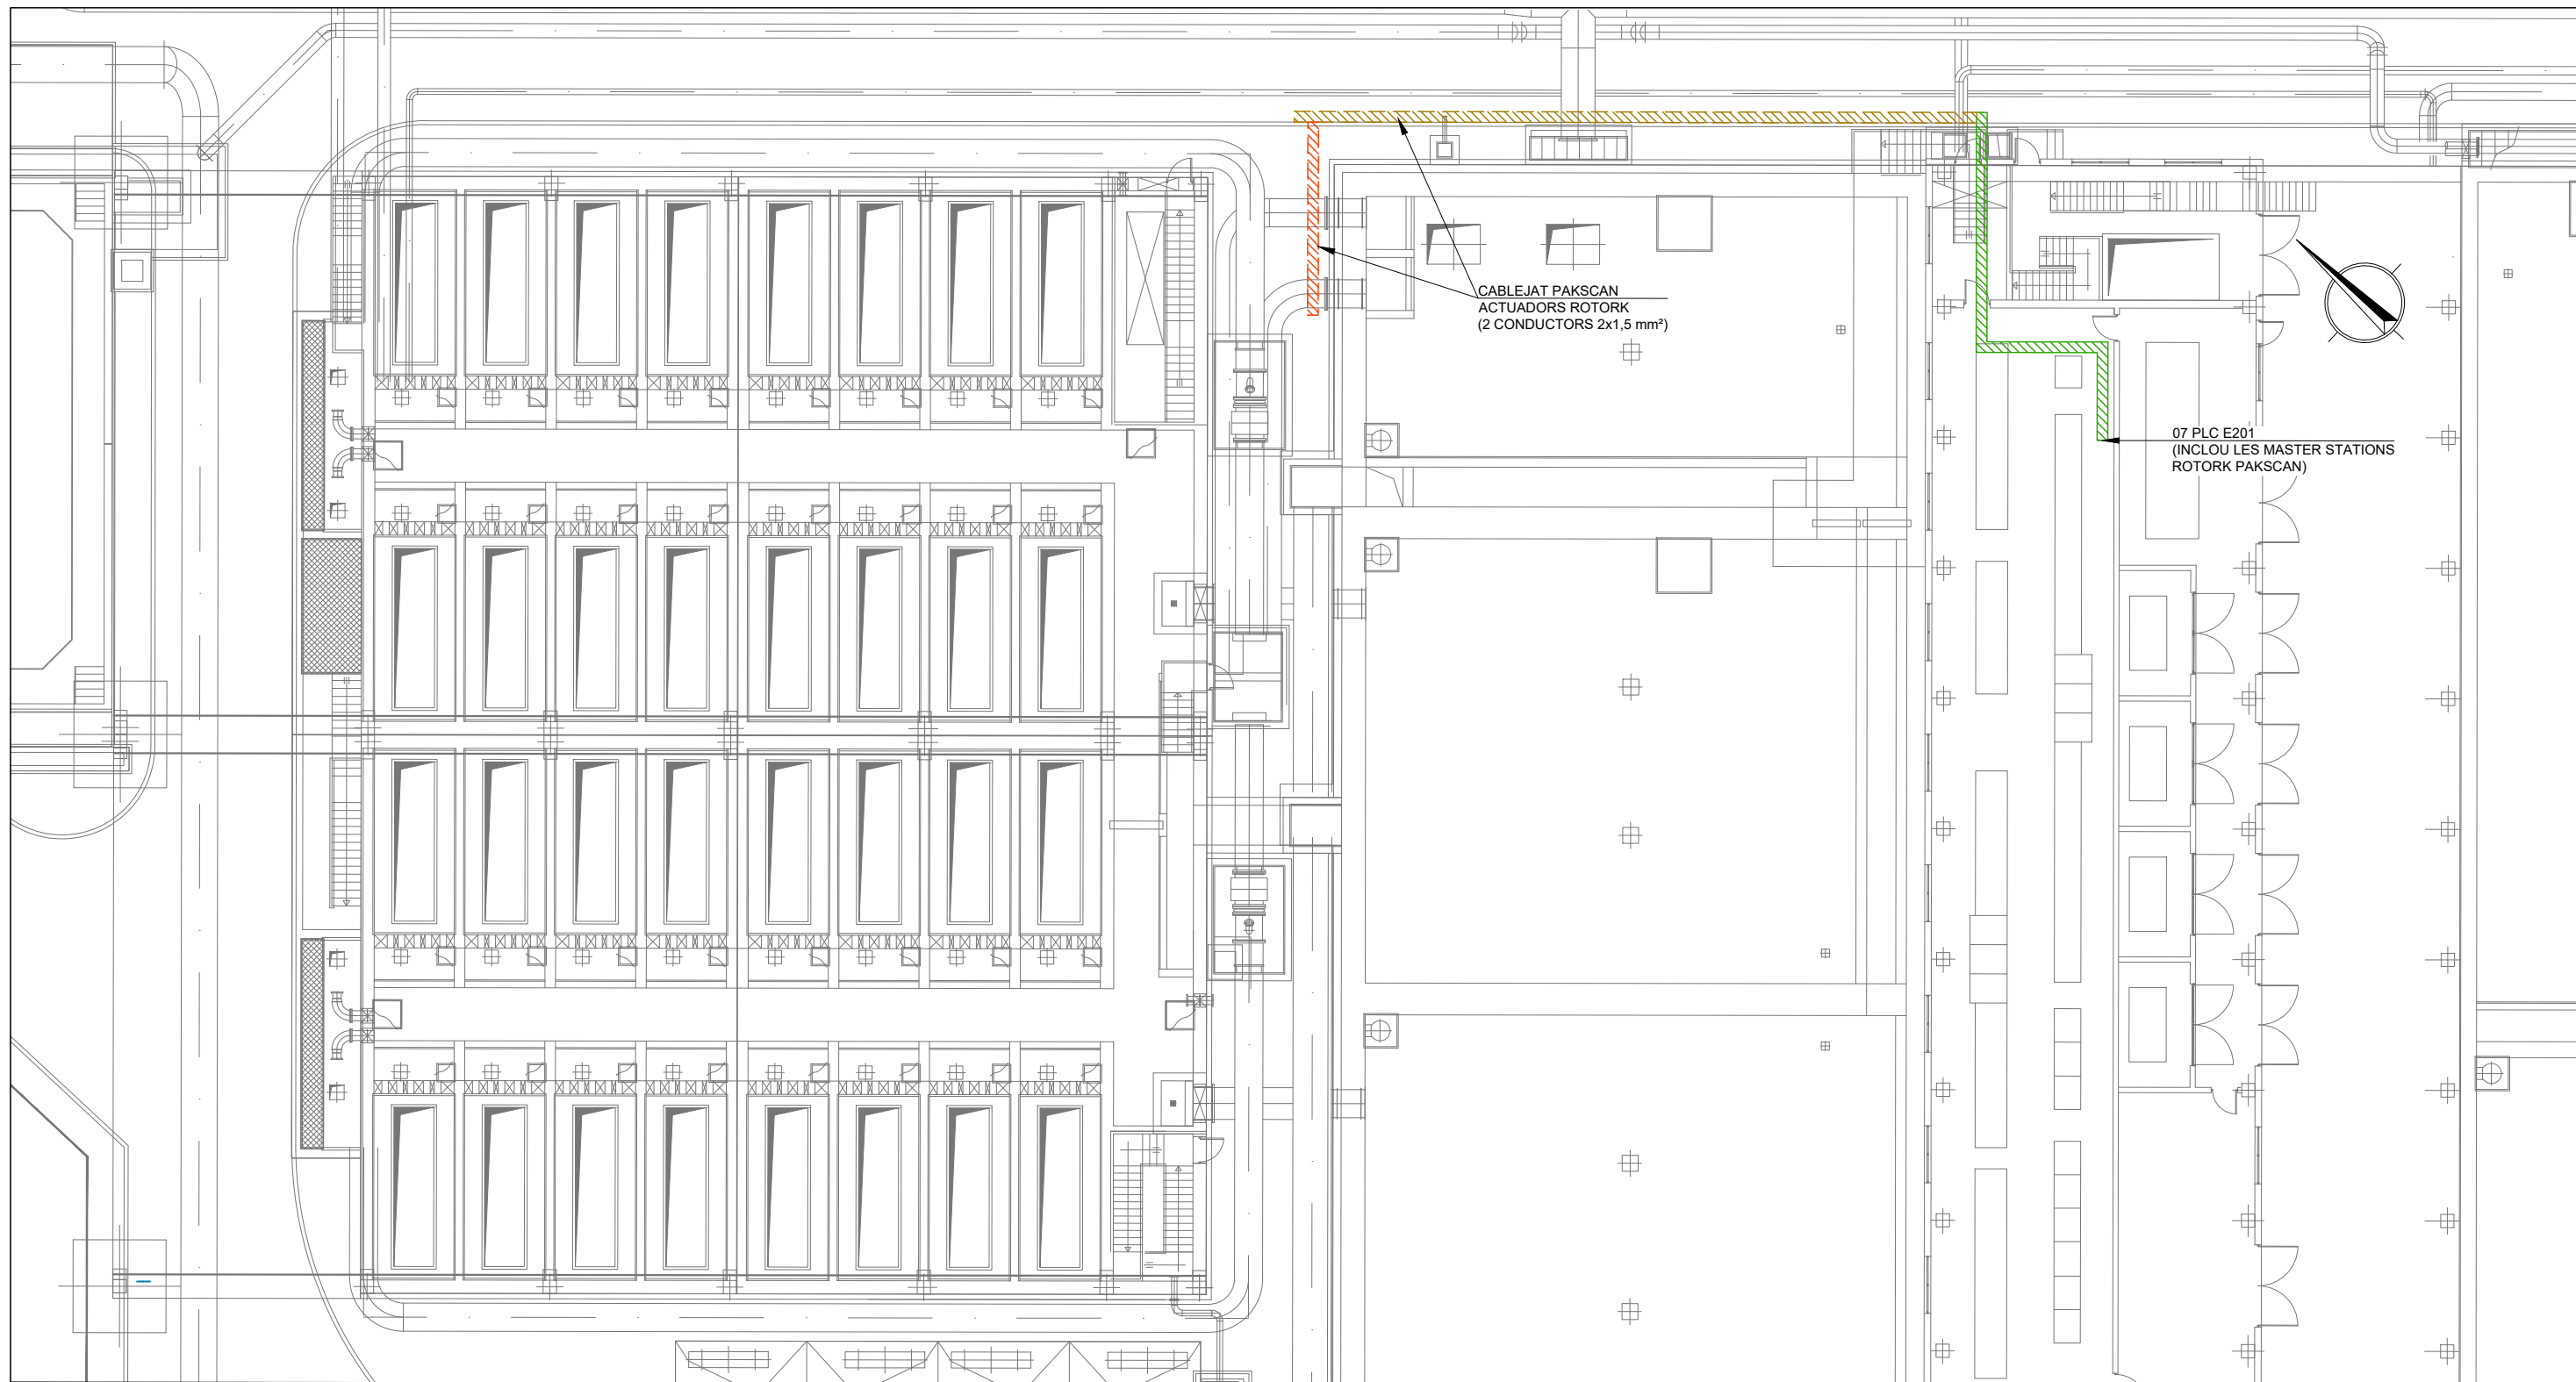 CABLEJAT PAKSCAN
ACTUADORS ROTORK
(2 CONDUCTORS 2x1,5 mm²)
07 PLC E201
(INCLOU LES MASTER STATIONS
ROTORK PAKSCAN)